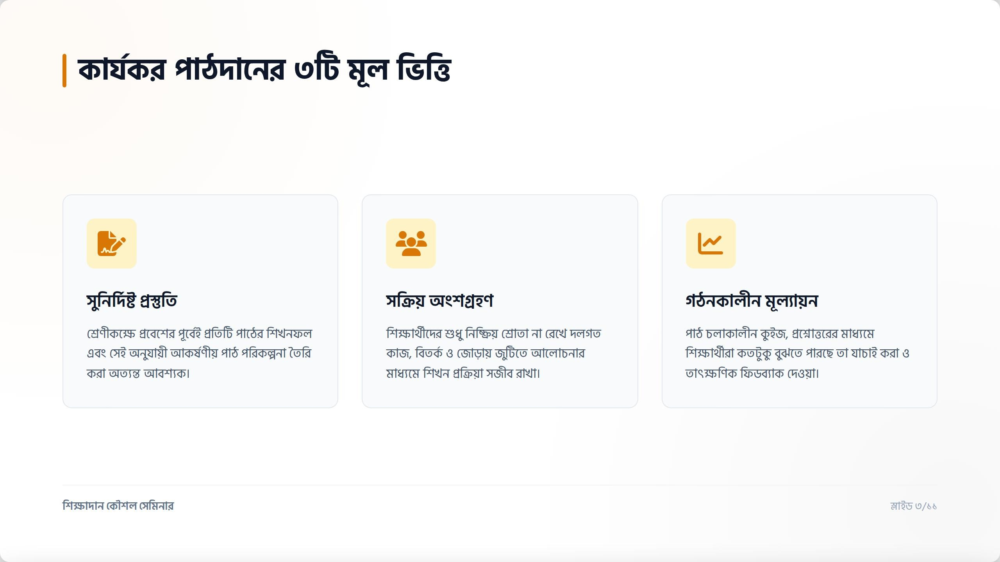 কার্যকর পাঠদানের ৩টি মূল ভিত্তি
সুনির্দিষ্ট প্রস্তুতি
শ্রেণীকক্ষে প্রবেশের পূর্বেই প্রতিটি পাঠের শিখনফল
এবং সেই অনুযায়ী আকর্ষণীয় পাঠ পরিকল্পনা তৈরি
করা অত্যন্ত আবশ্যক।
সক্রিয় অংশগ্রহণ
শিক্ষার্থীদের শুধু নিষ্ক্রিয় শ্রোতা না রেখে দলগত
কাজ, বিতর্ক ও জোড়ায় জুটিতে আলোচনার
মাধ্যমে শিখন প্রক্রিয়া সজীব রাখা।
গঠনকালীন মূল্যায়ন
পাঠ চলাকালীন কুইজ, প্রশ্নোত্তরের মাধ্যমে
শিক্ষার্থীরা কতটুকু বুঝতে পারছে তা যাচাই করা ও
তাৎক্ষণিক ফিডব্যাক দেওয়া।
শিক্ষাদান কৌশল সেমিনার
স্লাইড ৩/১১